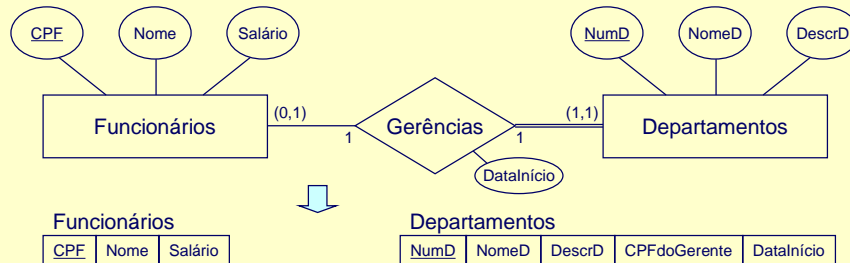 CPF Nome Salário NumD NomeD DescrD
Funcionários (0,1) 1 Gerências 1 (1,1) Departamentos
DataInício
Funcionários Departamentos
CPF Nome Salário NumD NomeD DescrD CPFdoGerente DataInício